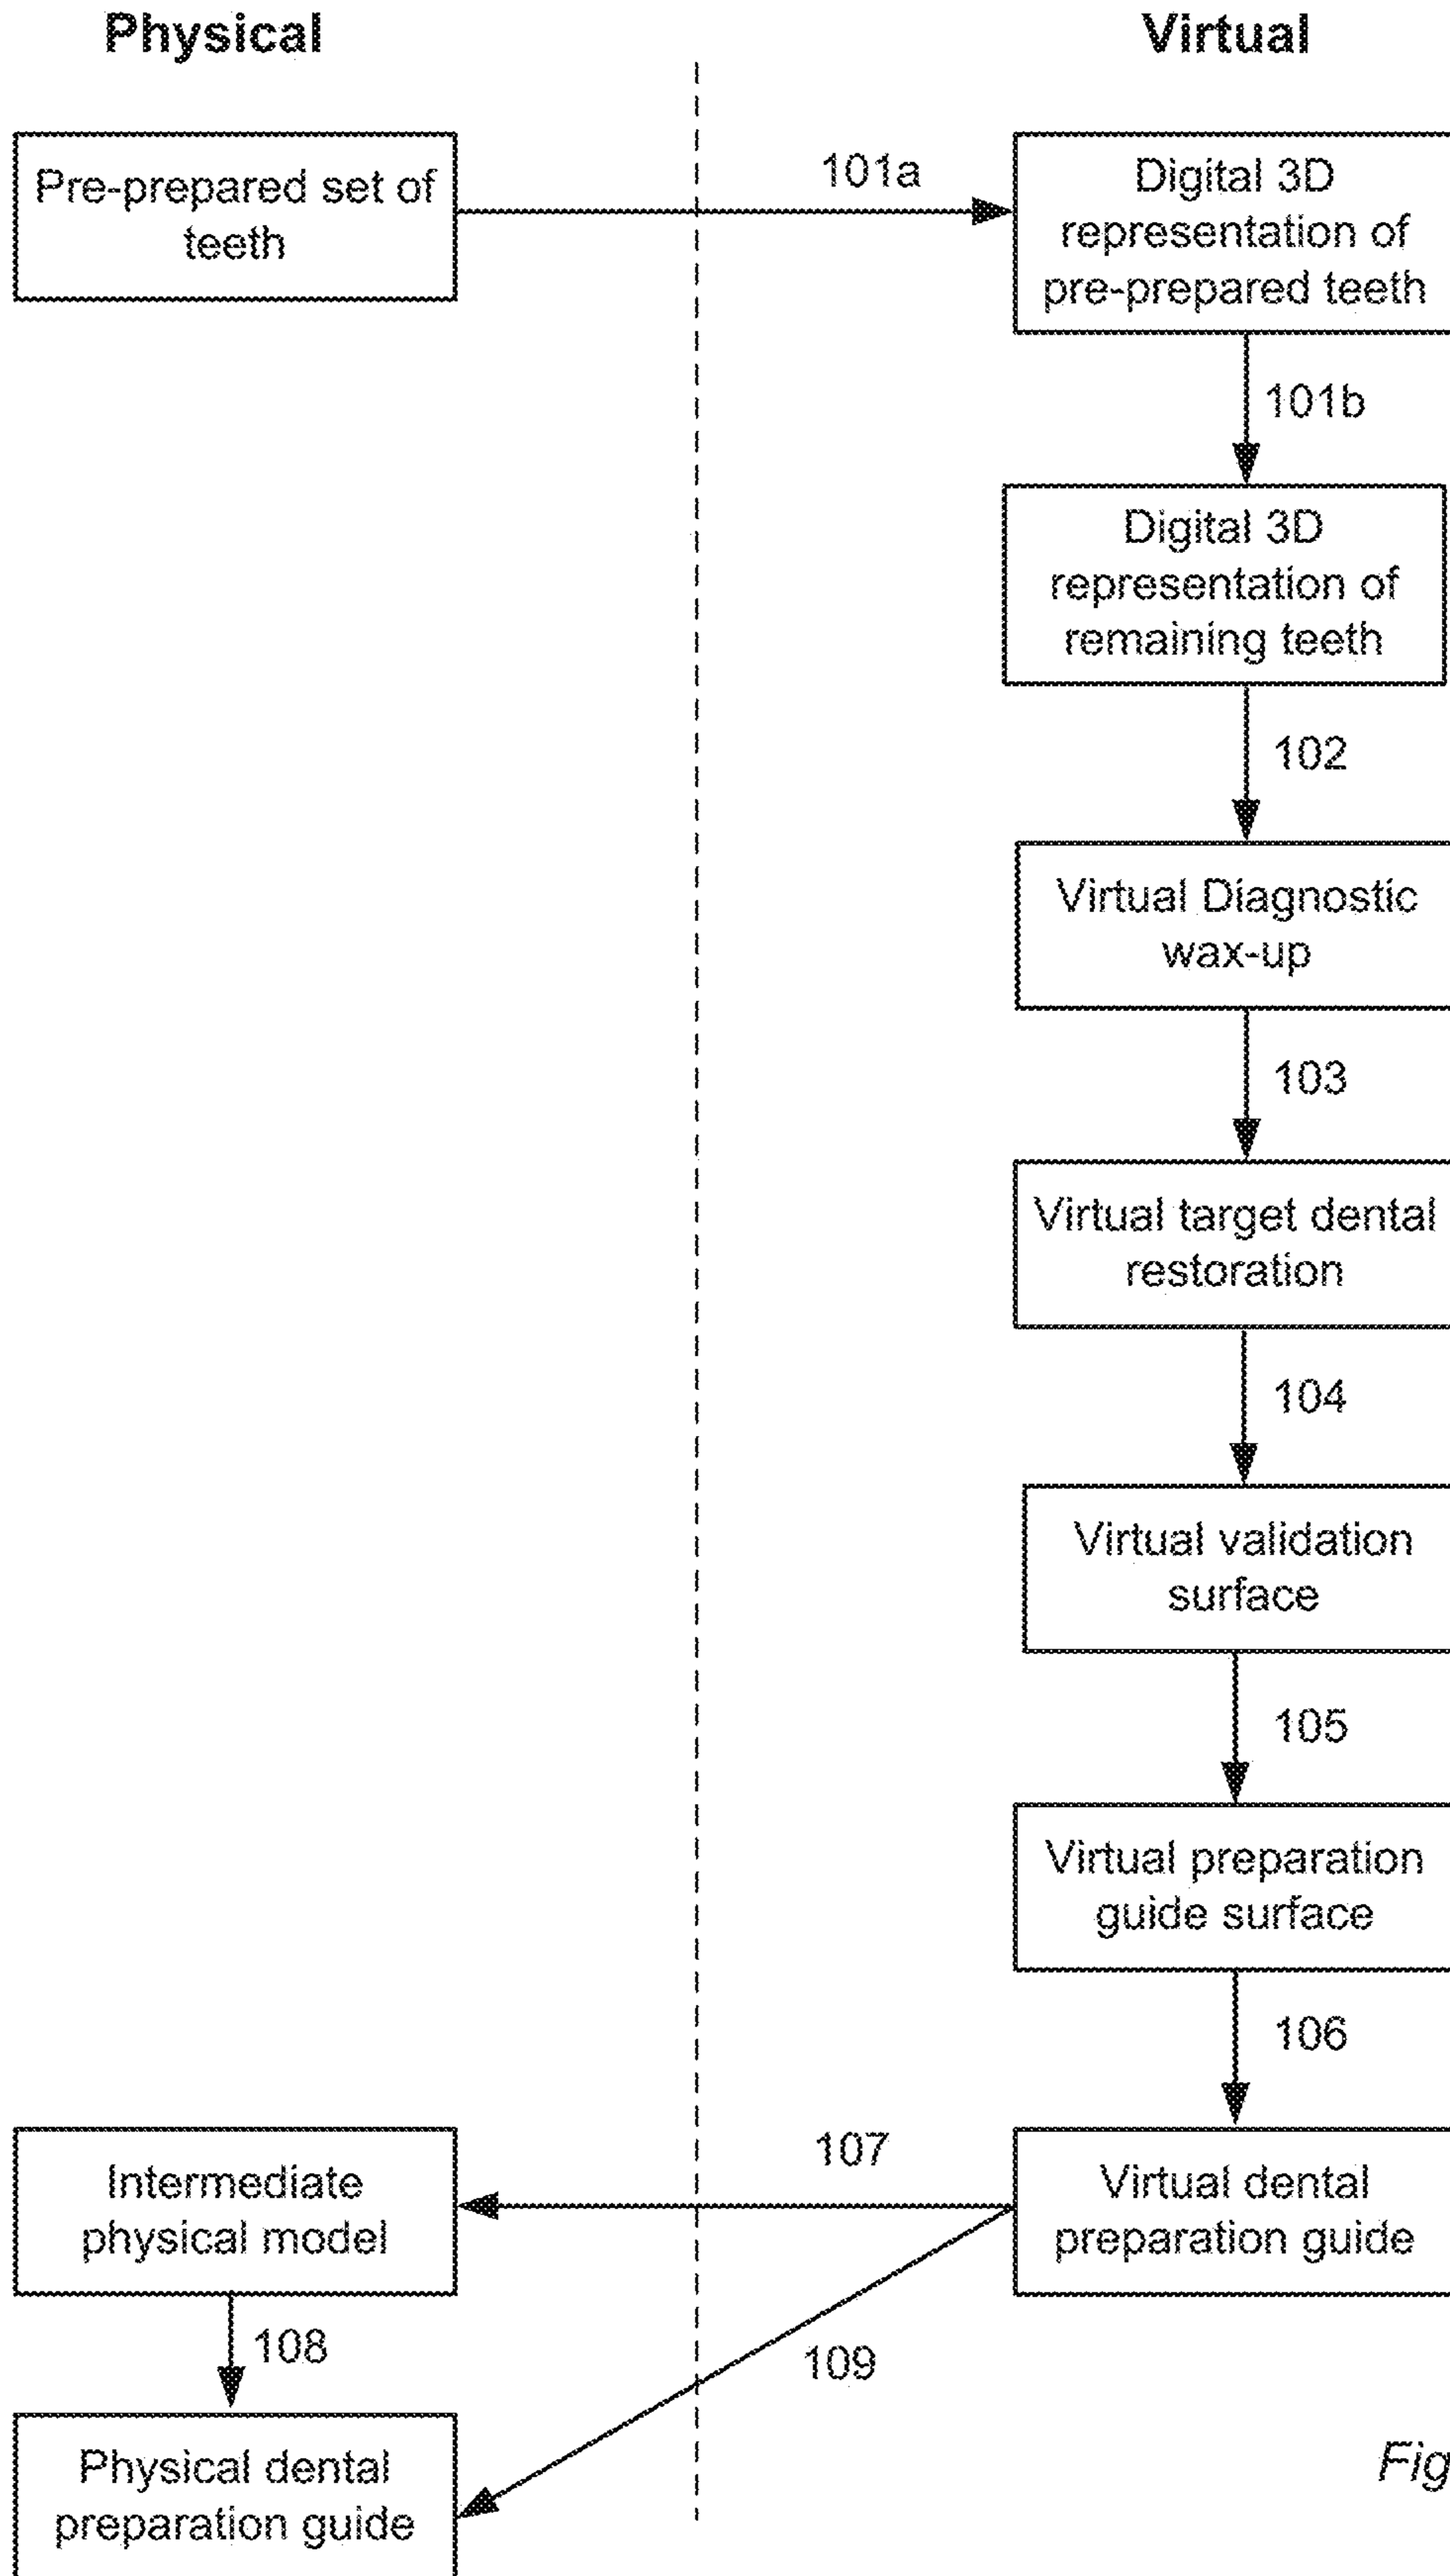 Physical
Virtual
Pre-prepared set of
teeth
101a
Digital 3D
representation of
pre-prepared teeth
101b
Digital 3D
representation of
remaining teeth
102
Virtual Diagnostic
wax-up
103
Virtual target dental
restoration
104
Virtual validation
surface
105
Virtual preparation
guide surface
106
Intermediate
physical model
107
Virtual dental
preparation guide
108
109
Physical dental
preparation guide
Fig